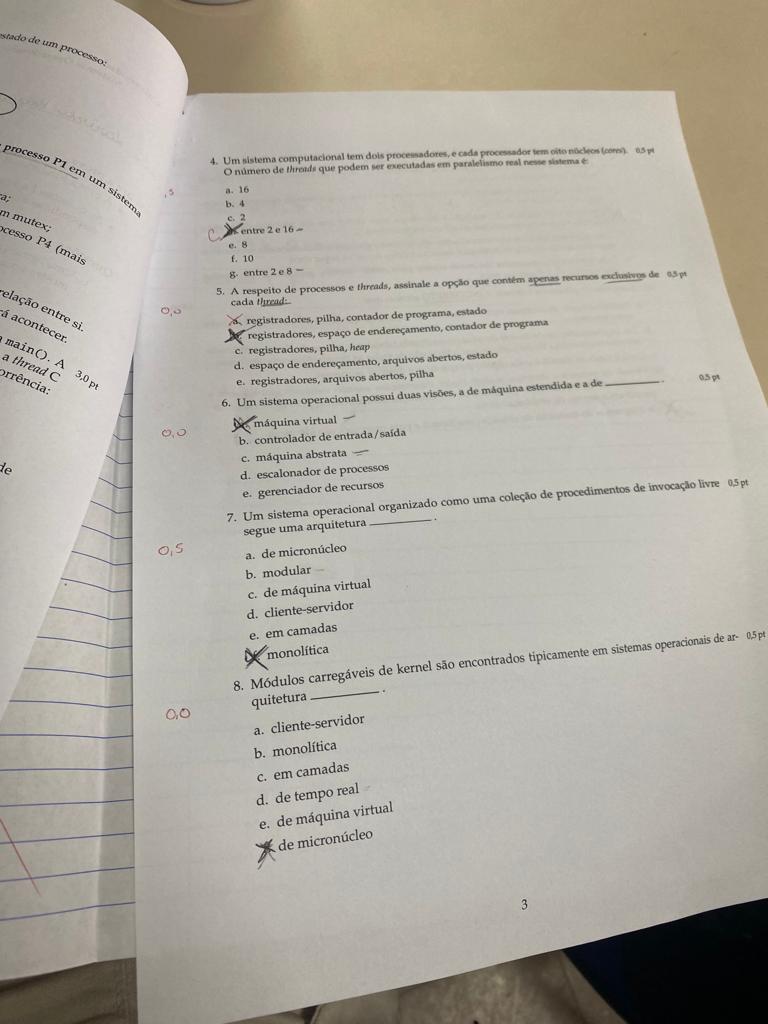 estado de um processo:
processo P1 em um sistema
m mutex;
ocesso P4 (mais
relação entre si.
rá acontecer.
main(). A 3,0 pt
a thread C
orrência:
de
4. Um sistema computacional tem dois processadores, e cada processador tem oito núcleos (cores). 0,5 pt
O número de threads que podem ser executadas em paralelismo real nesse sistema é:
,5
a. 16
b. 4
c. 2
C entre 2 e 16
e. 8
f. 10
g. entre 2 e 8
5. A respeito de processos e threads, assinale a opção que contém apenas recursos exclusivos de 0,5 pt
cada thread:
0,0
a. registradores, pilha, contador de programa, estado
registradores, espaço de endereçamento, contador de programa
c. registradores, pilha, heap
d. espaço de endereçamento, arquivos abertos, estado
e. registradores, arquivos abertos, pilha
6. Um sistema operacional possui duas visões, a de máquina estendida e a de ________. 0,5 pt
0,0
máquina virtual
b. controlador de entrada/saída
c. máquina abstrata
d. escalonador de processos
e. gerenciador de recursos
7. Um sistema operacional organizado como uma coleção de procedimentos de invocação livre 0,5 pt
segue uma arquitetura ________.
0,5
a. de micronúcleo
b. modular
c. de máquina virtual
d. cliente-servidor
e. em camadas
monolítica
8. Módulos carregáveis de kernel são encontrados tipicamente em sistemas operacionais de ar- 0,5 pt
quitetura ________.
0,0
a. cliente-servidor
b. monolítica
c. em camadas
d. de tempo real
e. de máquina virtual
de micronúcleo
3